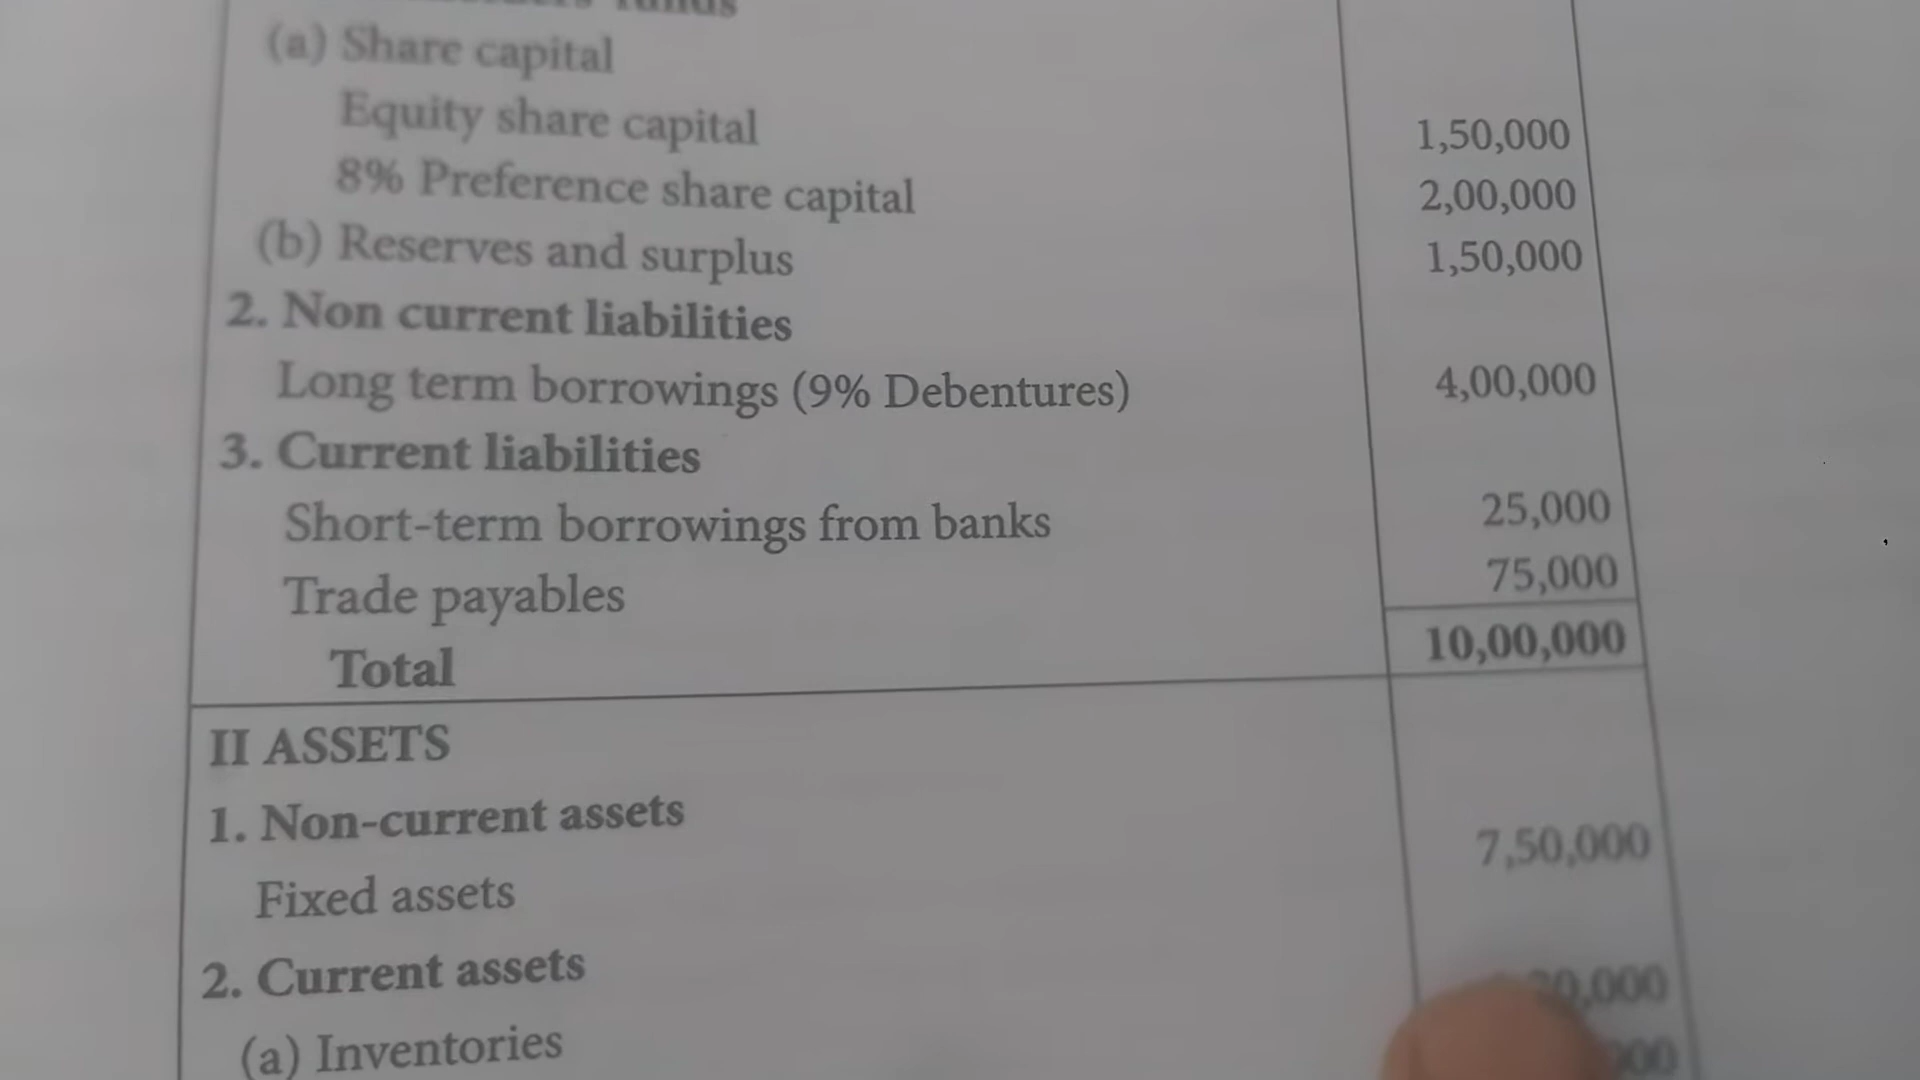 funds
(a) Share capital
Equity share capital 1,50,000
8% Preference share capital 2,00,000
(b) Reserves and surplus 1,50,000
2. Non current liabilities
Long term borrowings (9% Debentures) 4,00,000
3. Current liabilities
Short-term borrowings from banks 25,000
Trade payables 75,000
Total 10,00,000
II ASSETS
1. Non-current assets
Fixed assets 7,50,000
2. Current assets
(a) Inventories